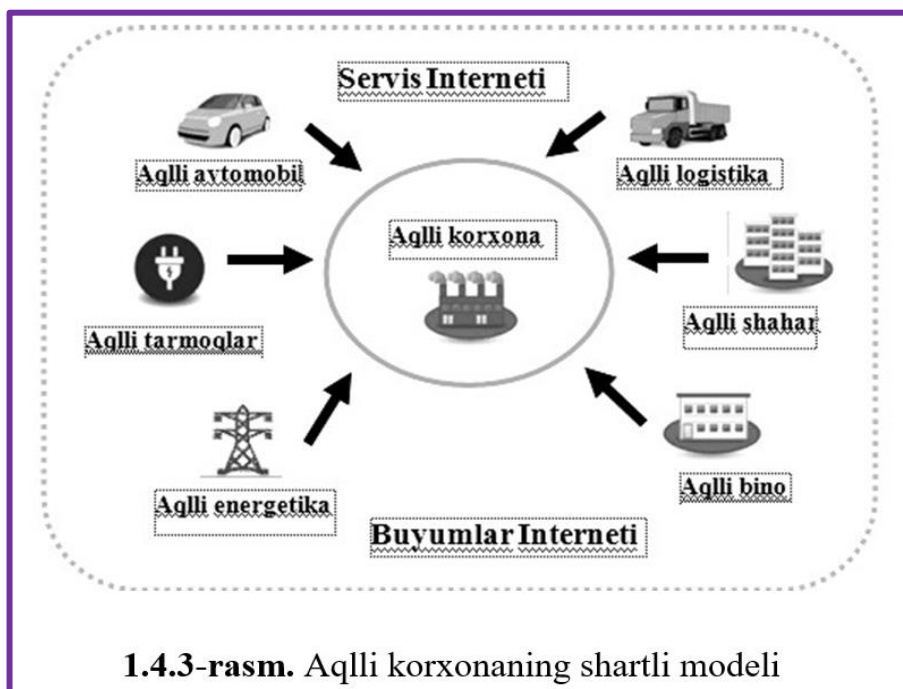 Servis Interneti
Aqlli avtomobil
Aqlli logistika
Aqlli korxona
Aqlli tarmoqlar
Aqlli shahar
Aqlli energetika
Aqlli bino
Buyumlar Interneti
1.4.3-rasm. Aqlli korxonaning shartli modeli